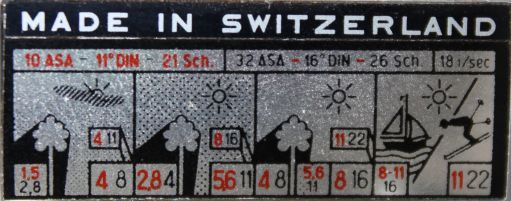 MADE IN SWITZERLAND
10 ASA - 11° DIN - 21 Sch. 32 ASA - 16° DIN - 26 Sch. 18 i/sec
4 11 8 16 11 22
1,5 2,8 4 8 2,8 4 5,6 11 4 8 5,6 11 8 16 8-11 16 11 22